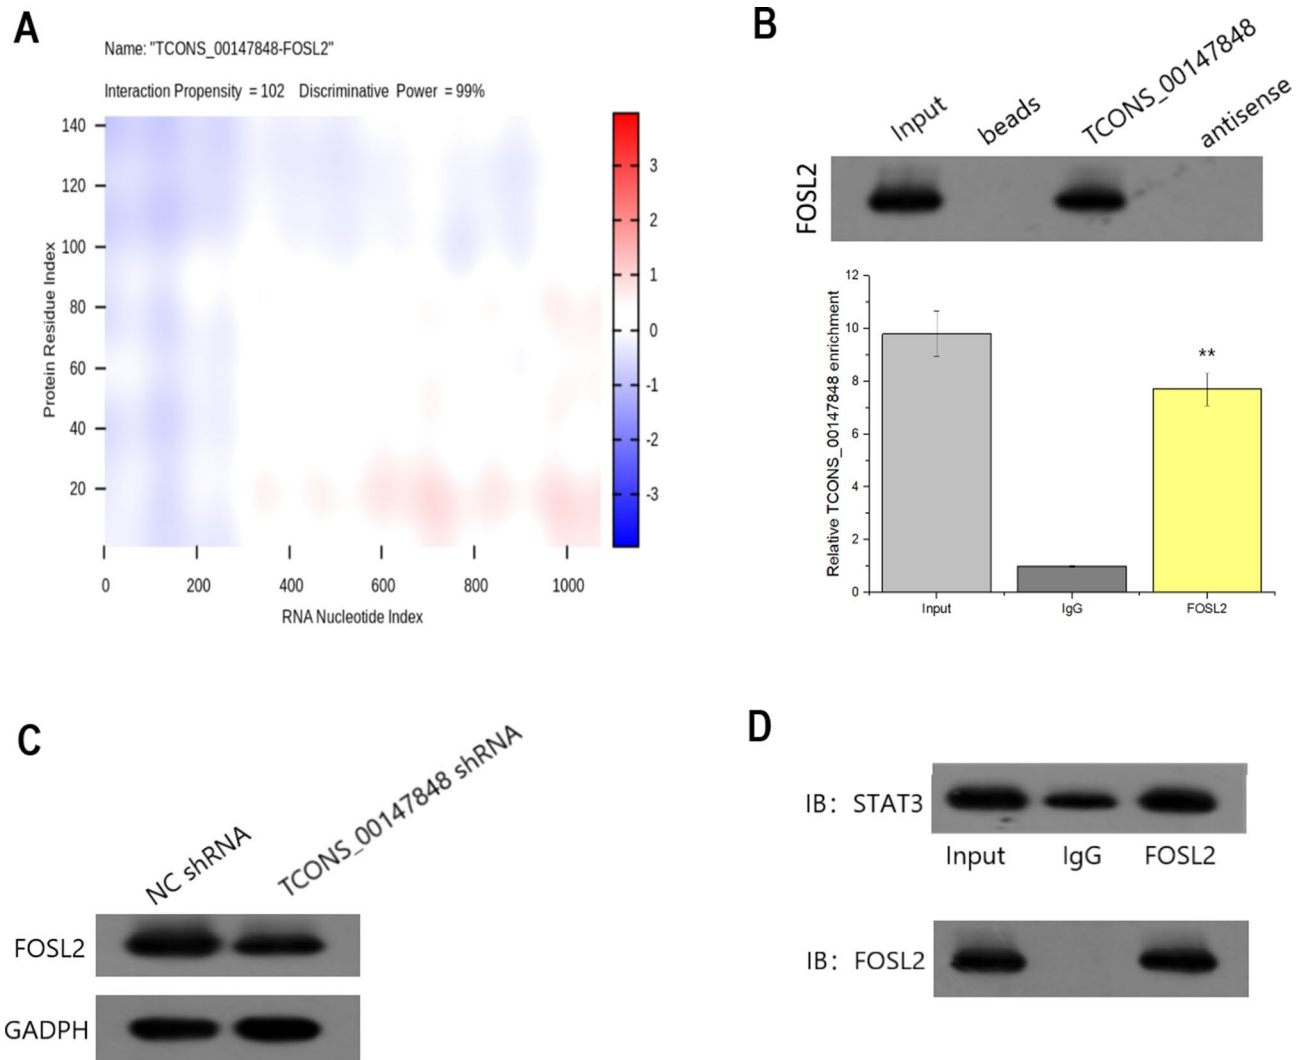 A
Name: "TCONS_00147848-FOSL2"
Interaction Propensity = 102 Discriminative Power = 99%
Protein Residue Index
140
120
100
80
60
40
20
0 200 400 600 800 1000
RNA Nucleotide Index
3
2
1
0
-1
-2
-3
B
Input beads TCONS_00147848 antisense
FOSL2
Relative TCONS_00147848 enrichment
12
10
8
6
4
2
0
**
Input IgG FOSL2
C
NC shRNA TCONS_00147848 shRNA
FOSL2
GADPH
D
IB: STAT3
Input IgG FOSL2
IB: FOSL2